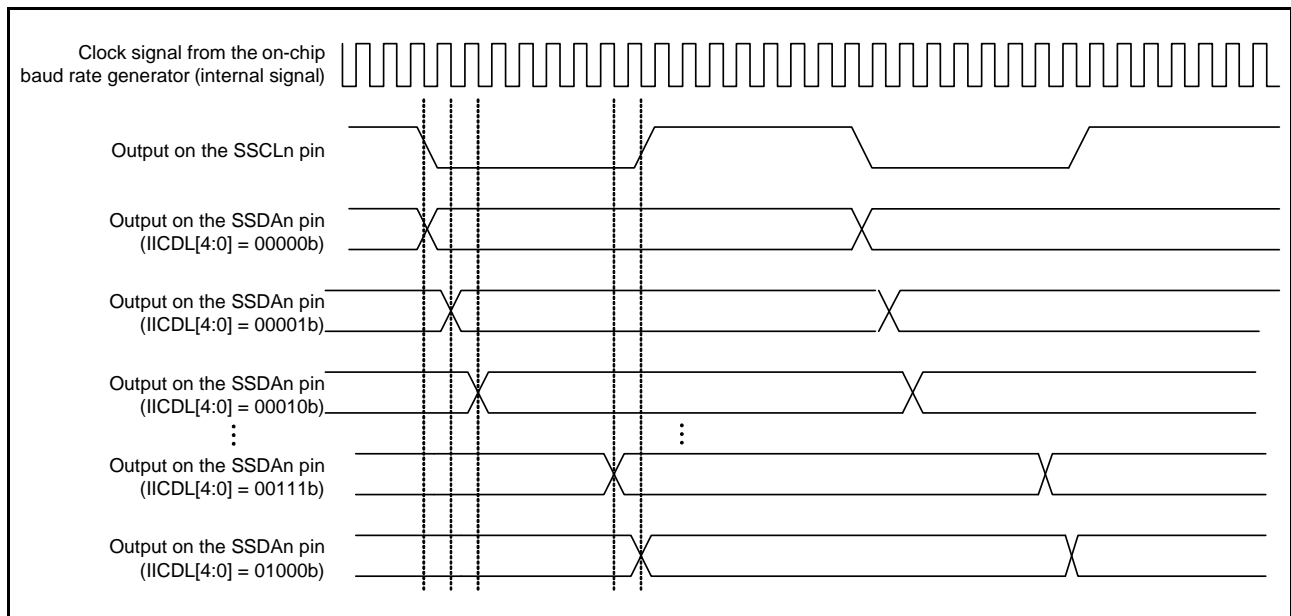 Clock signal from the on-chip
baud rate generator (internal signal)
Output on the SSCLn pin
Output on the SSDAn pin
(IICDL[4:0] = 00000b)
Output on the SSDAn pin
(IICDL[4:0] = 00001b)
Output on the SSDAn pin
(IICDL[4:0] = 00010b)
Output on the SSDAn pin
(IICDL[4:0] = 00111b)
Output on the SSDAn pin
(IICDL[4:0] = 01000b)